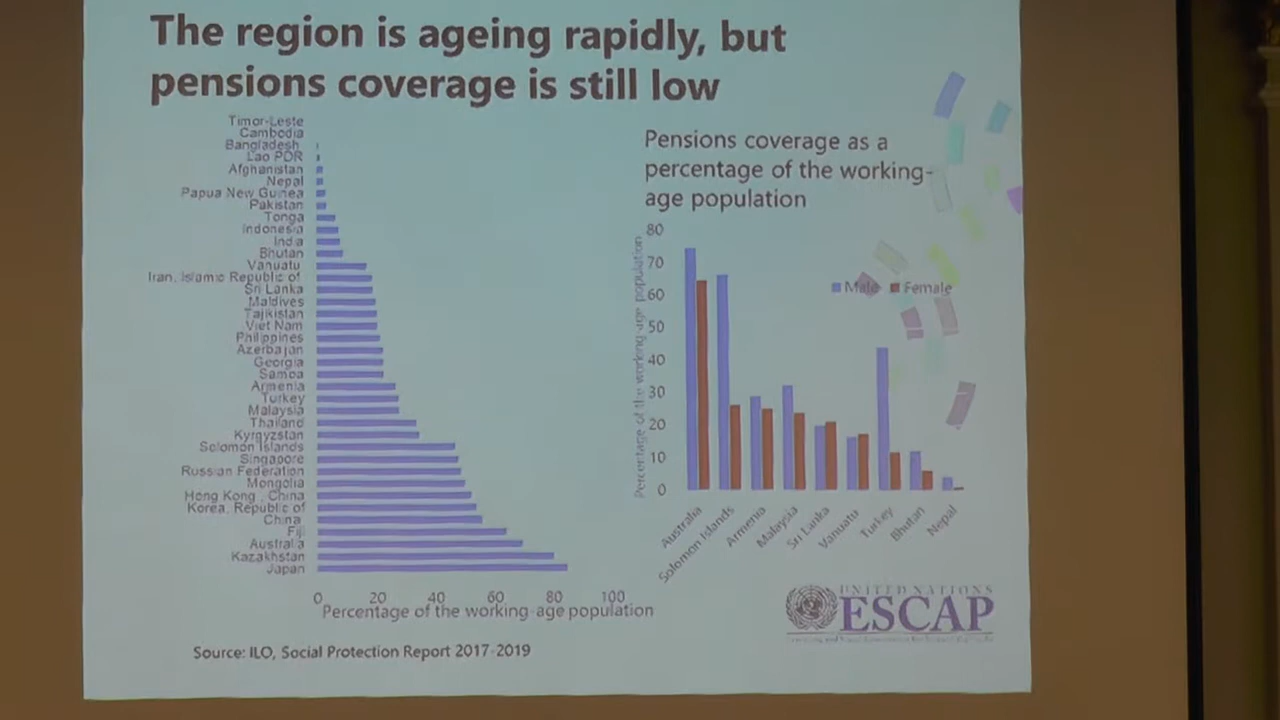 The region is ageing rapidly, but
pensions coverage is still low
Timor-Leste
Cambodia
Bangladesh
Lao PDR
Afghanistan
Nepal
Papua New Guinea
Pakistan
Tonga
Indonesia
India
Bhutan
Vanuatu
Iran, Islamic Republic of
Sri Lanka
Maldives
Tajikistan
Viet Nam
Philippines
Azerbaijan
Georgia
Samoa
Armenia
Turkey
Malaysia
Thailand
Kyrgyzstan
Solomon Islands
Singapore
Russian Federation
Mongolia
Hong Kong , China
Korea, Republic of
China
Fiji
Australia
Kazakhstan
Japan
0 20 40 60 80 100
Percentage of the working-age population
Source: ILO, Social Protection Report 2017-2019
Pensions coverage as a
percentage of the working-
age population
Percentage of the working-age population
80
70
60
50
40
30
20
10
0
Male Female
Australia
Solomon Islands
Armenia
Malaysia
Sri Lanka
Vanuatu
Turkey
Bhutan
Nepal
UNITED NATIONS
ESCAP